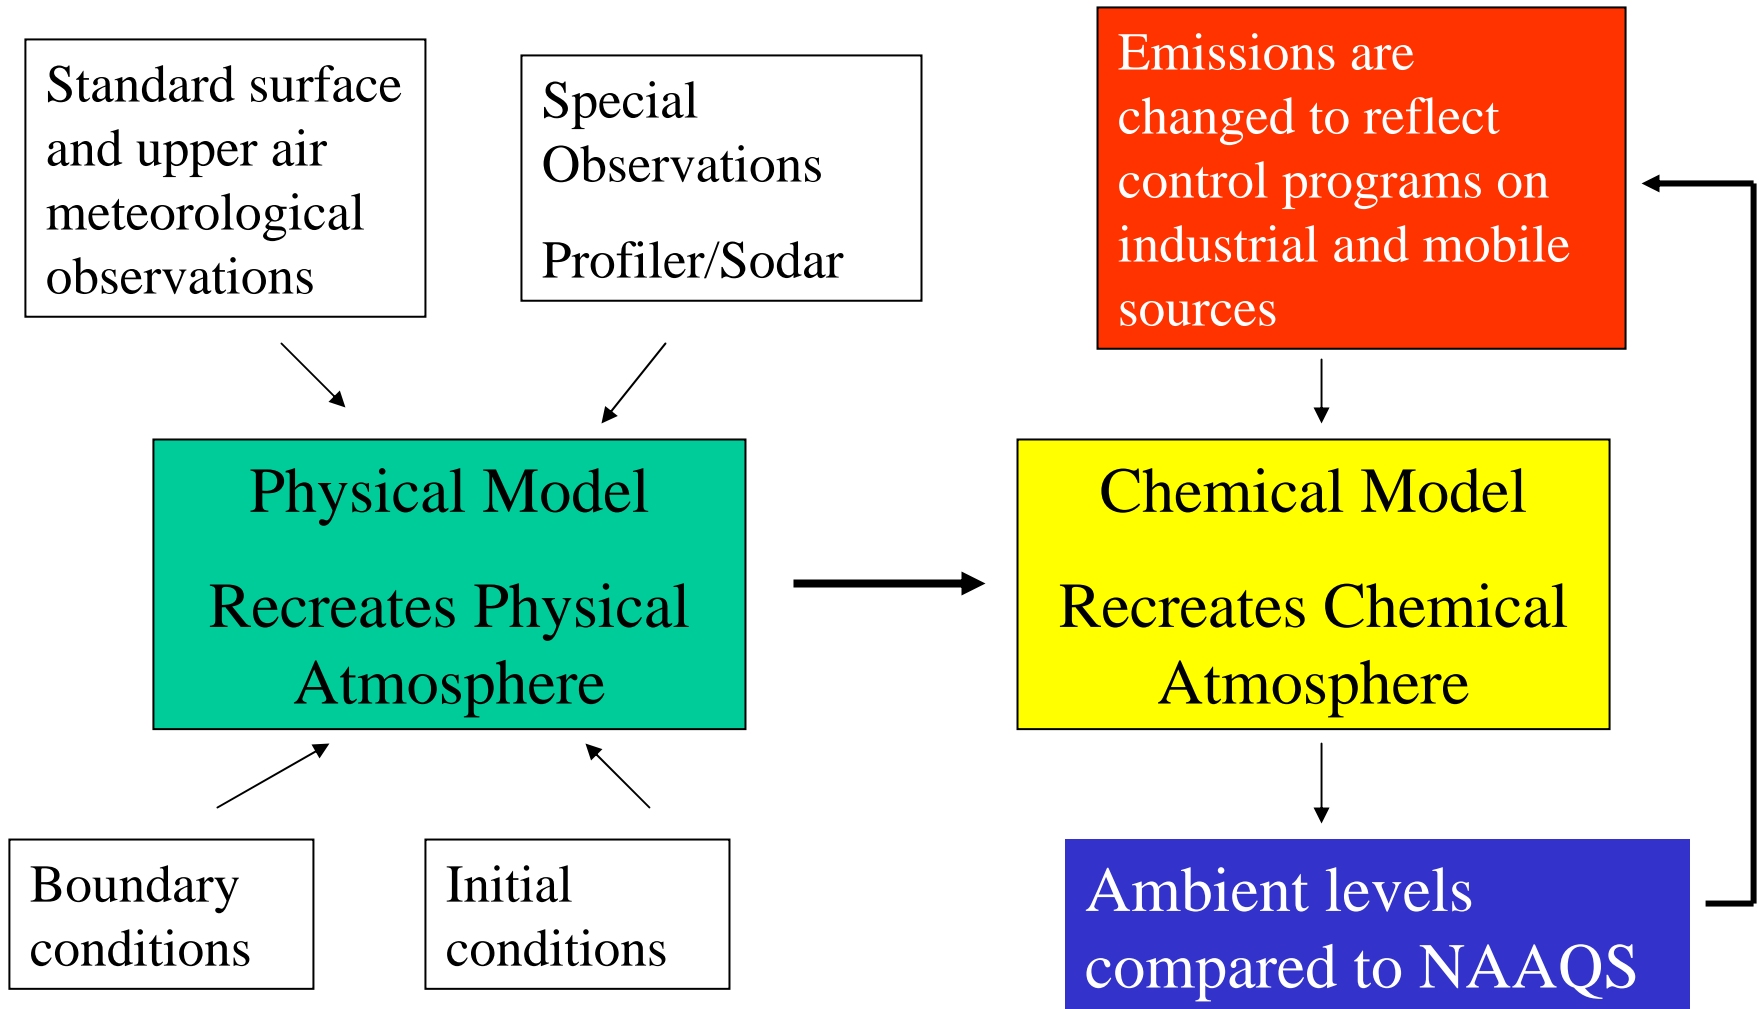 Standard surface
and upper air
meteorological
observations
Special
Observations
Profiler/Sodar
Emissions are
changed to reflect
control programs on
industrial and mobile
sources
Physical Model
Recreates Physical
Atmosphere
Chemical Model
Recreates Chemical
Atmosphere
Boundary
conditions
Initial
conditions
Ambient levels
compared to NAAQS